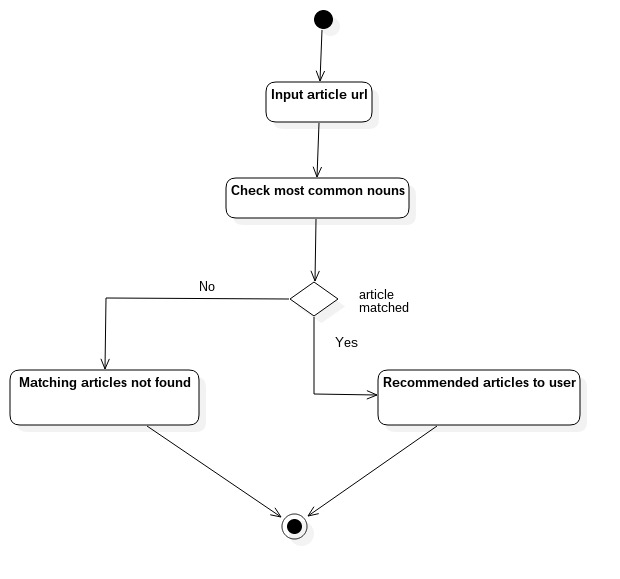 Input article url
Check most common nouns
No
article
matched
Yes
Matching articles not found
Recommended articles to user